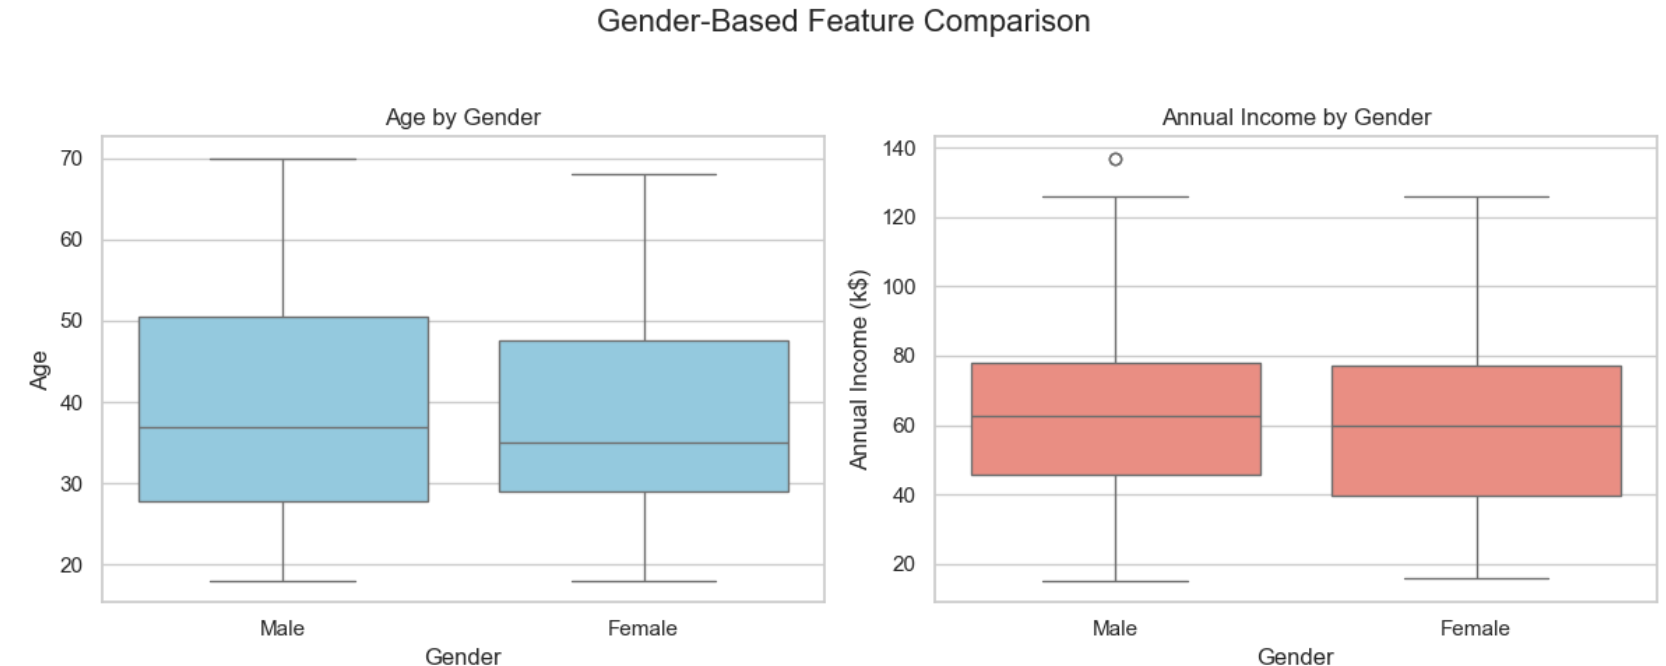 Gender-Based Feature Comparison
Age by Gender
70
60
50
40
30
20
Age
Male
Female
Gender
Annual Income by Gender
140
120
100
80
60
40
20
Annual Income (k$)
Male
Female
Gender